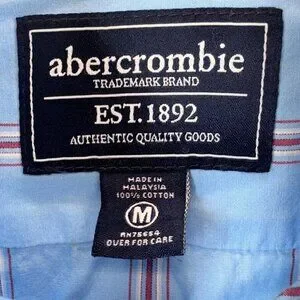 abercrombie
TRADEMARK BRAND
EST.1892
AUTHENTIC QUALITY GOODS
MADE IN
MALAYSIA
100% COTTON
M
RN75654
OVER FOR CARE